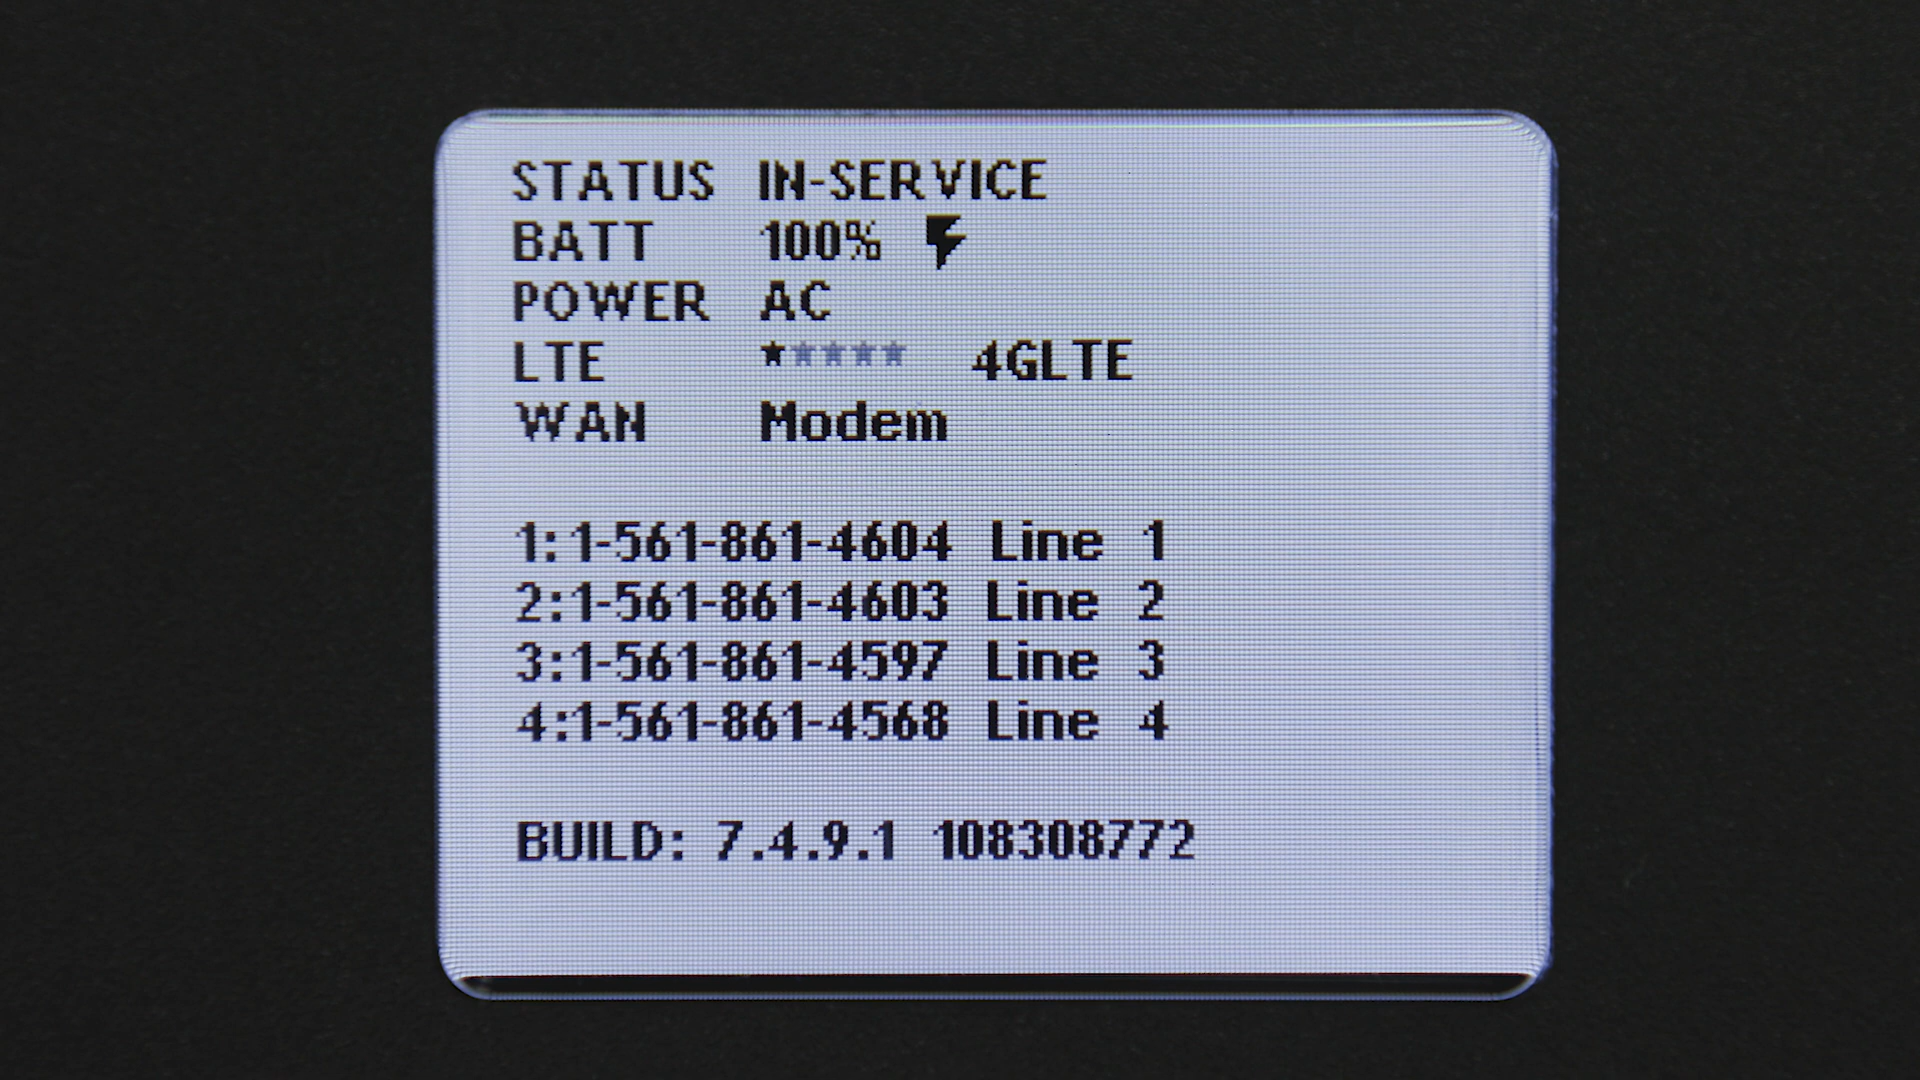 STATUS IN-SERVICE
BATT 100%
POWER AC
LTE ★★★★★ 4GLTE
WAN Modem
1:1-561-861-4604 Line 1
2:1-561-861-4603 Line 2
3:1-561-861-4597 Line 3
4:1-561-861-4568 Line 4
BUILD: 7.4.9.1 108308772